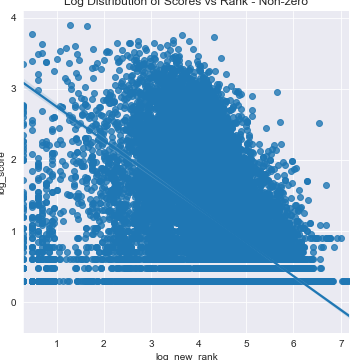 Log Distribution of Scores vs Rank - Non-zero
4
3
2
1
0
log_score
1 2 3 4 5 6 7
log_new_rank